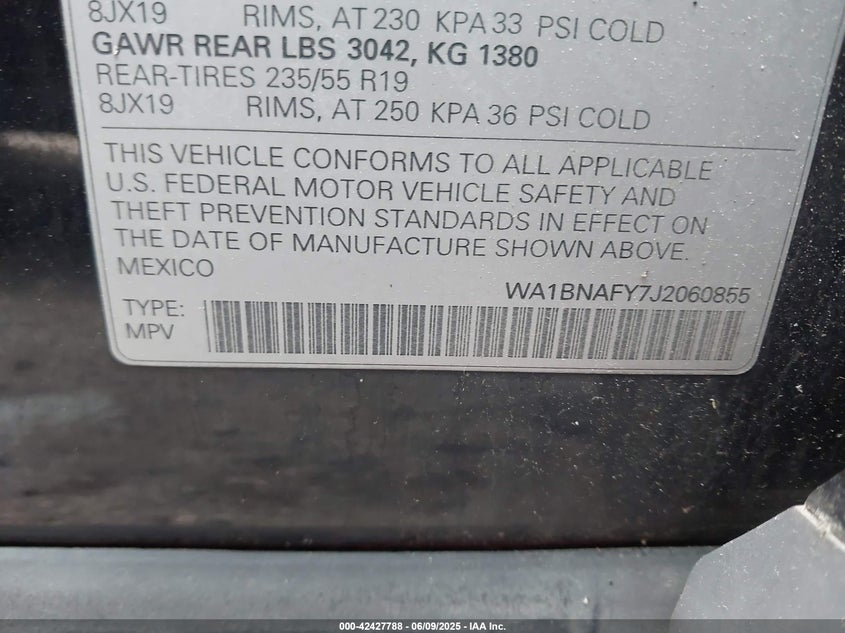 8JX19 RIMS, AT 230 KPA 33 PSI COLD
GAWR REAR LBS 3042, KG 1380
REAR-TIRES 235/55 R19
8JX19 RIMS, AT 250 KPA 36 PSI COLD
THIS VEHICLE CONFORMS TO ALL APPLICABLE
U.S. FEDERAL MOTOR VEHICLE SAFETY AND
THEFT PREVENTION STANDARDS IN EFFECT ON
THE DATE OF MANUFACTURE SHOWN ABOVE.
MEXICO
WA1BNAFY7J2060855
TYPE:
MPV
000-42427788 - 06/09/2025 - IAA Inc.